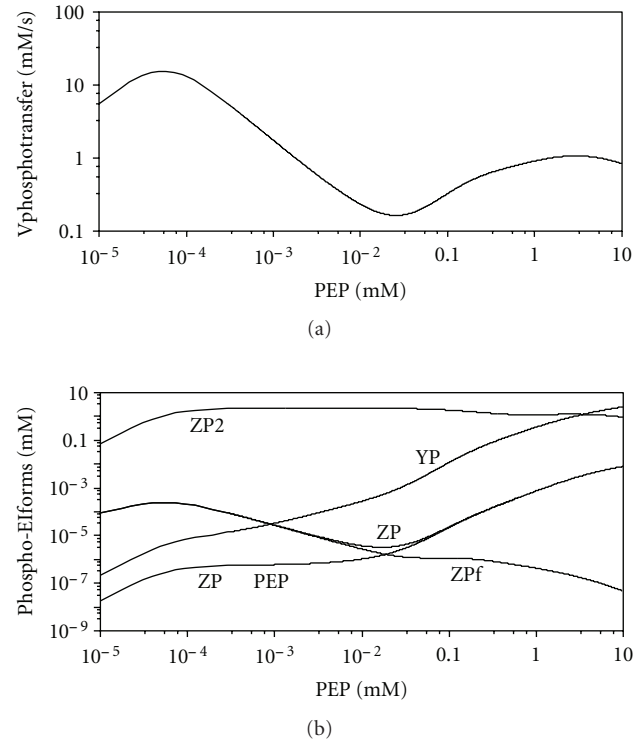 Vphosphotransfer (mM/s)
100
10
1
0.1
10⁻⁵ 10⁻⁴ 10⁻³ 10⁻² 0.1 1 10
PEP (mM)
(a)
Phospho-EIforms (mM)
10
0.1
10⁻³
10⁻⁵
10⁻⁷
10⁻⁹
ZP2
YP
ZP
ZP PEP
ZPf
10⁻⁵ 10⁻⁴ 10⁻³ 10⁻² 0.1 1 10
PEP (mM)
(b)